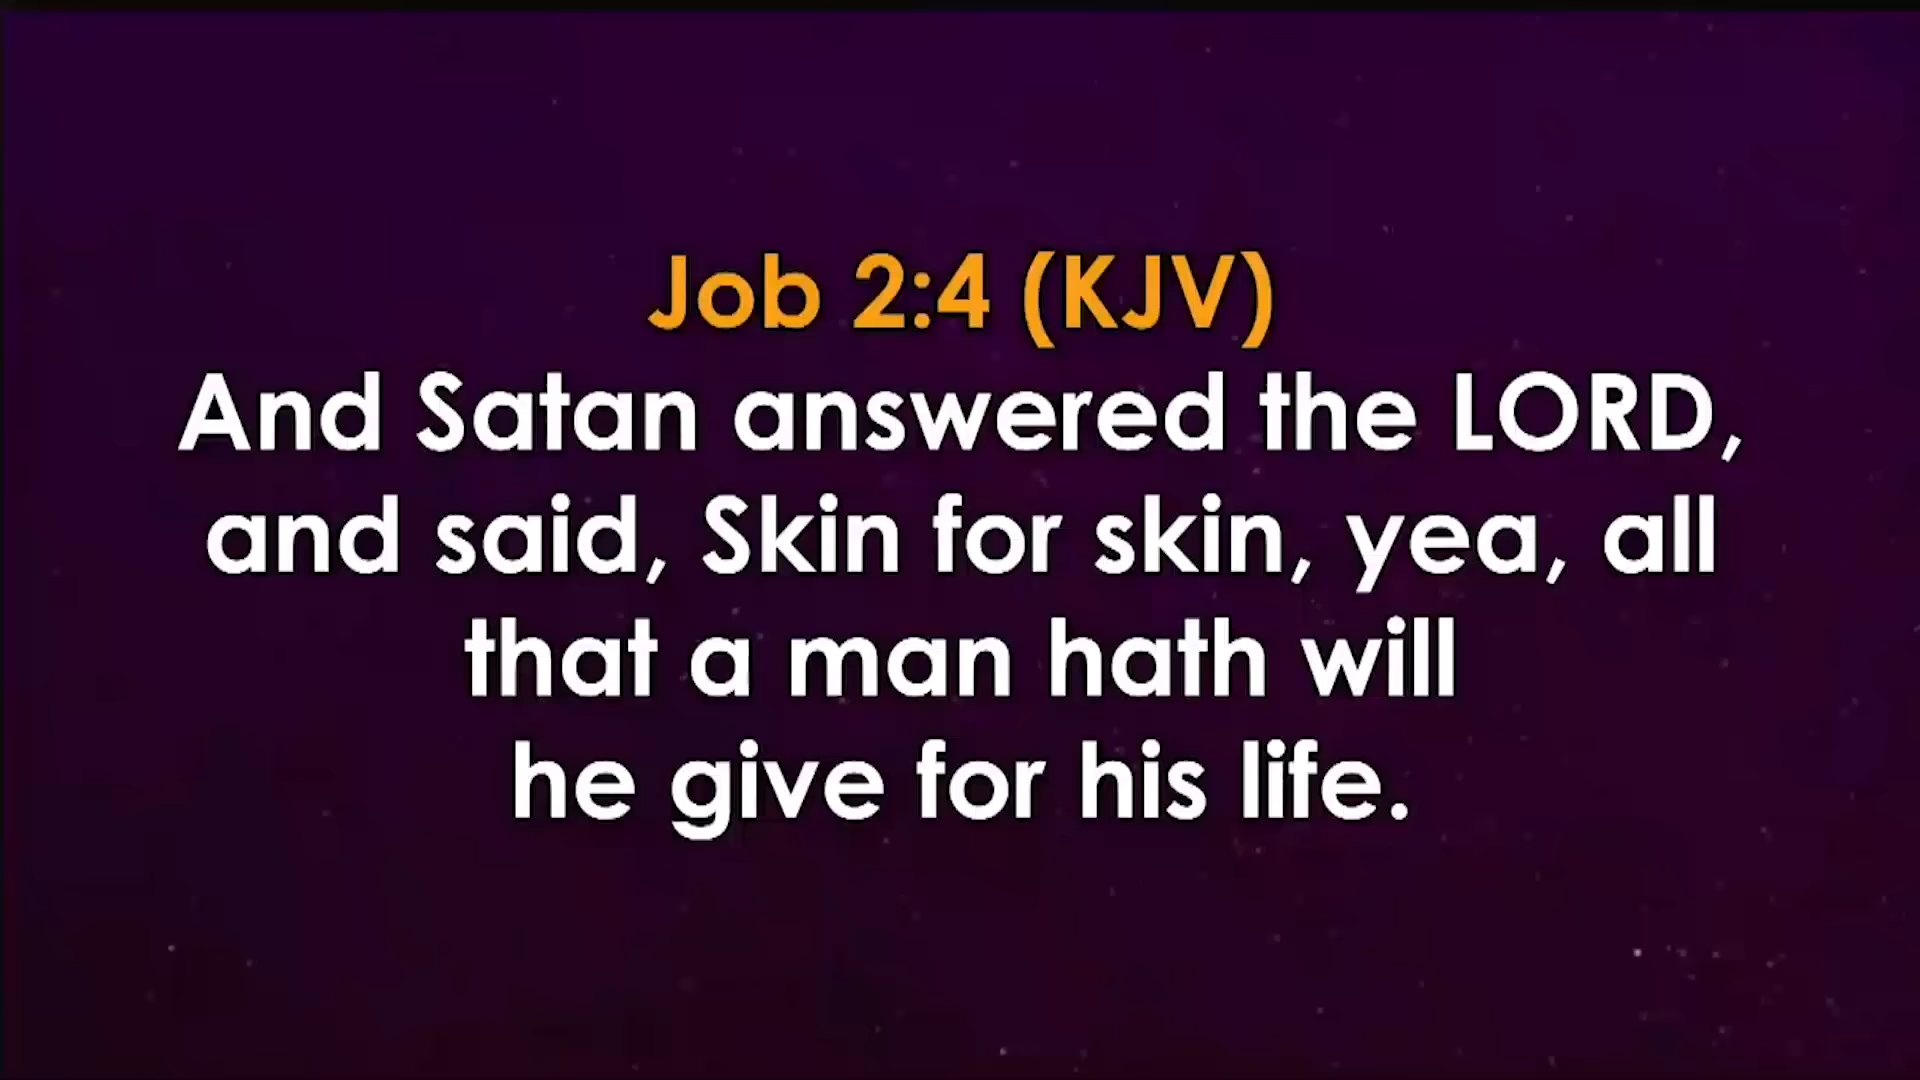 Job 2:4 (KJV)
And Satan answered the LORD,
and said, Skin for skin, yea, all
that a man hath will
he give for his life.